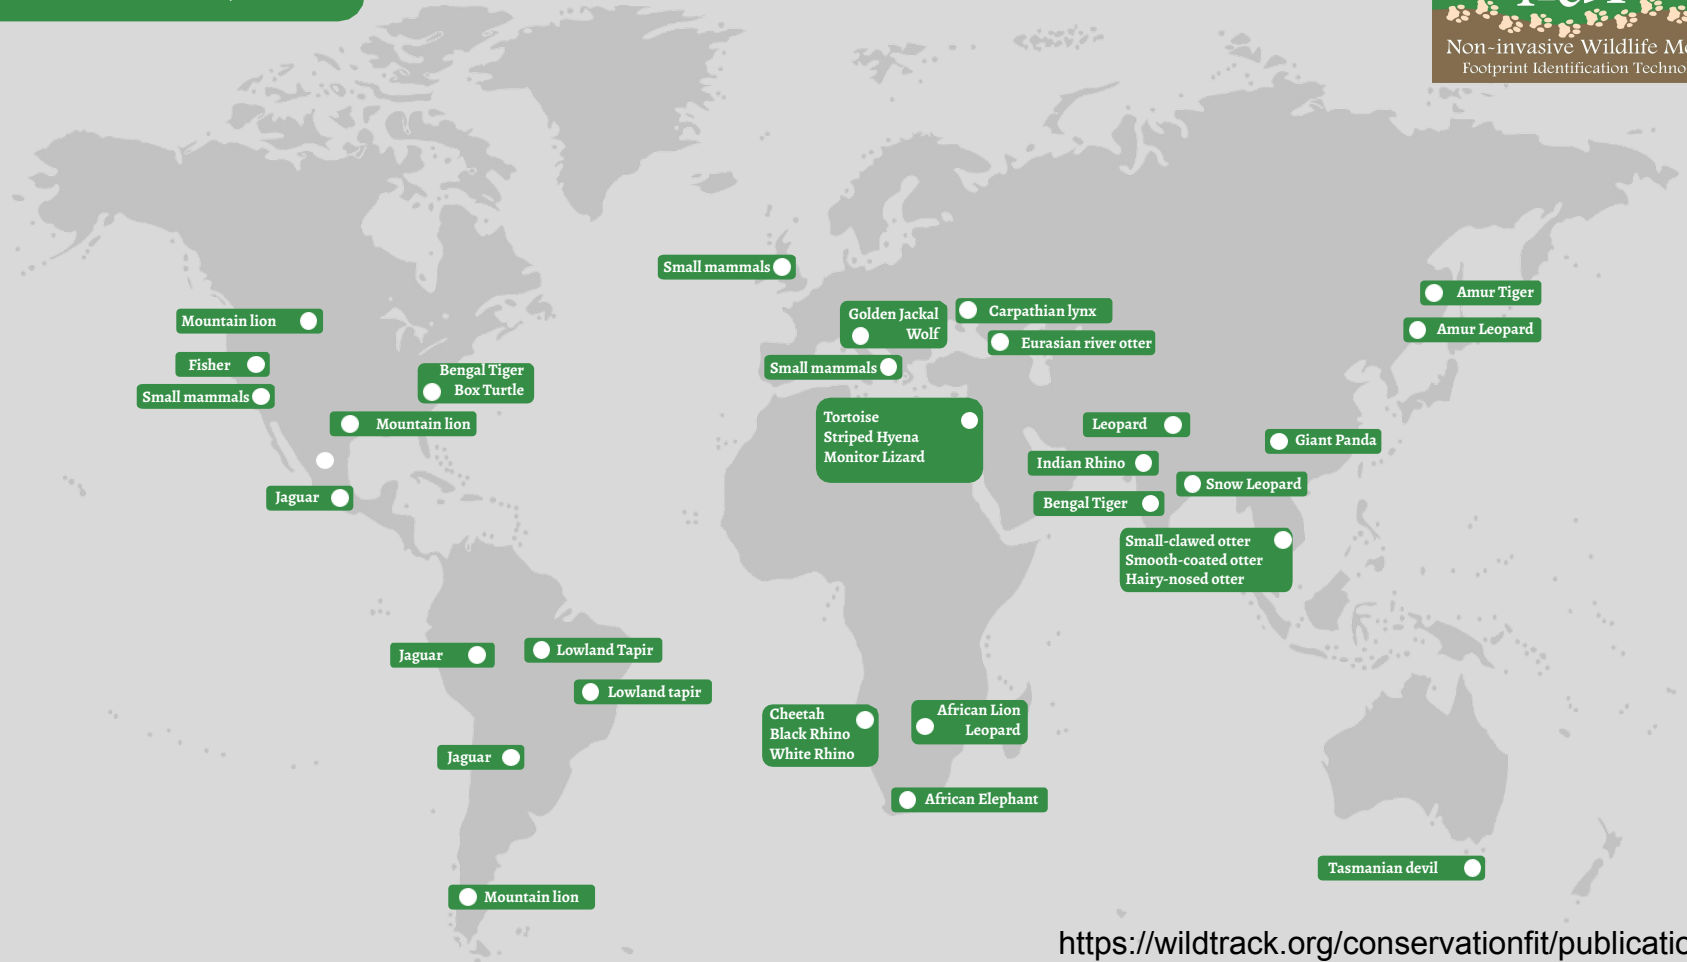 Non-invasive Wildlife
Footprint Identification
Small mammals
Mountain lion
Fisher
Small mammals
Bengal Tiger
Box Turtle
Mountain lion
Jaguar
Golden Jackal
Wolf
Carpathian lynx
Eurasian river otter
Small mammals
Tortoise
Striped Hyena
Monitor Lizard
Amur Tiger
Amur Leopard
Leopard
Giant Panda
Indian Rhino
Snow Leopard
Bengal Tiger
Small-clawed otter
Smooth-coated otter
Hairy-nosed otter
Jaguar
Lowland Tapir
Lowland tapir
Jaguar
Cheetah
Black Rhino
White Rhino
African Lion
Leopard
African Elephant
Tasmanian devil
Mountain lion
https://wildtrack.org/conservationfit/publicatio